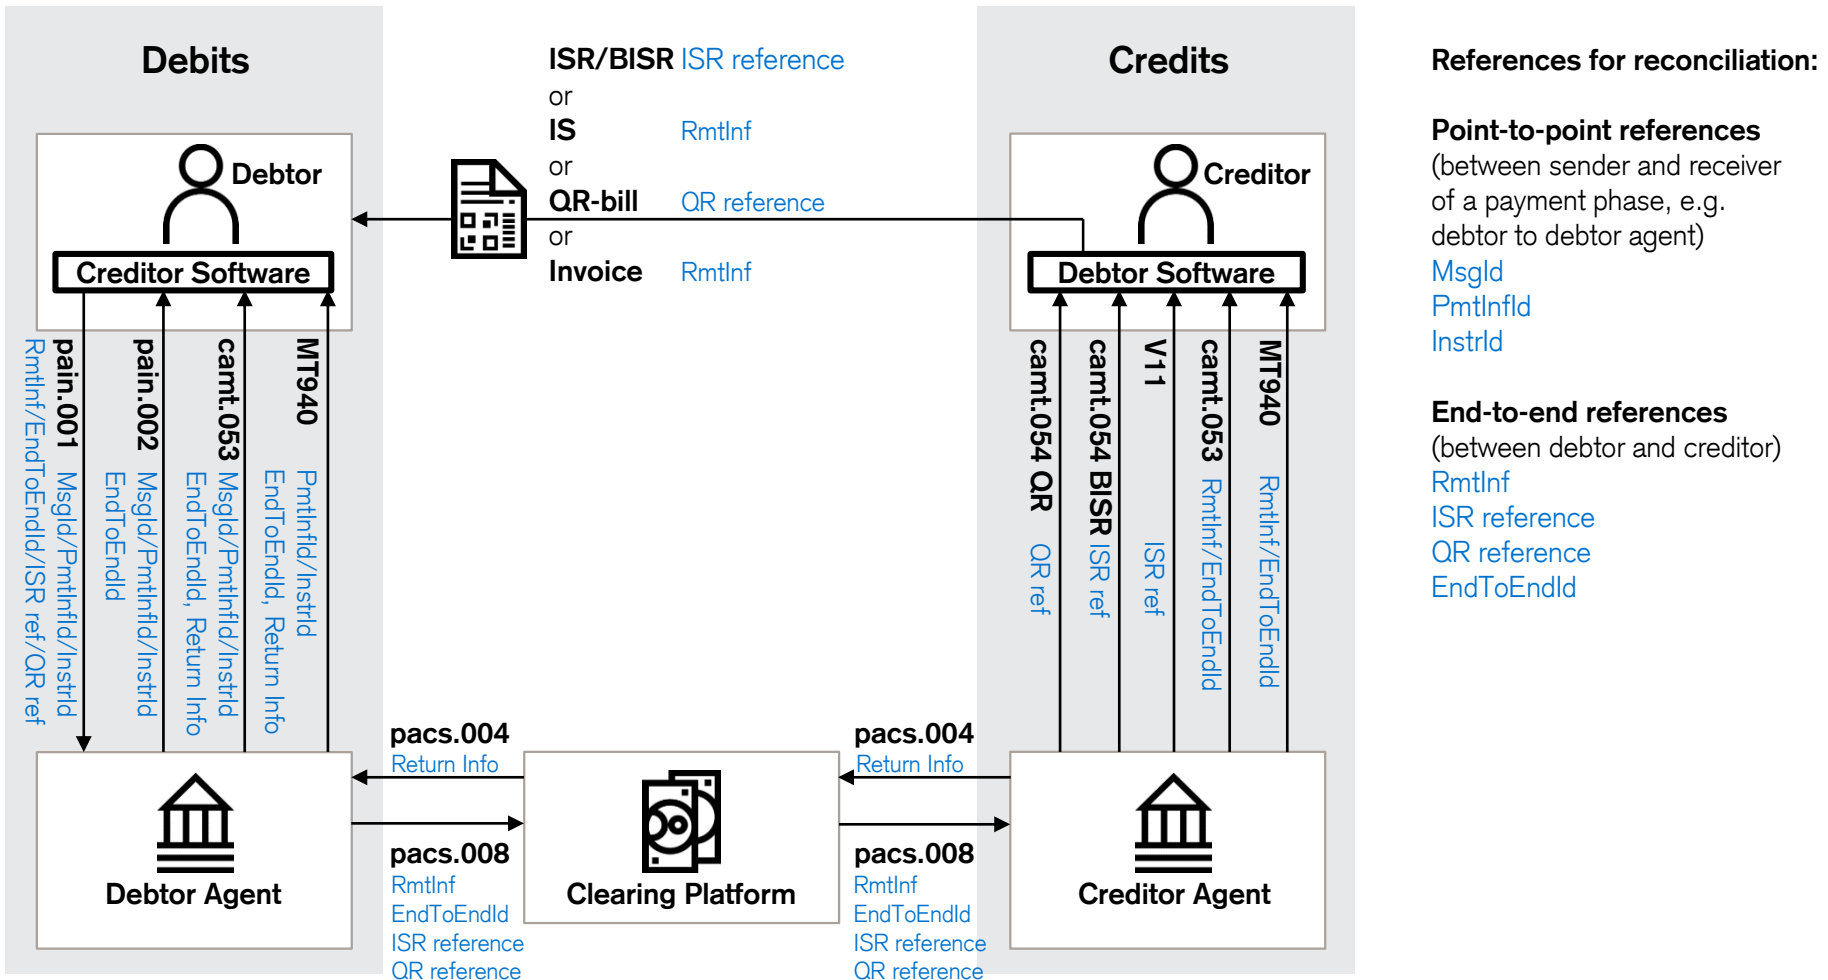 Debits
Debtor
Creditor Software
pain.001 MsgId/PmtInfId/InstrId
RmtInf/EndToEndId/ISR ref/QR ref
pain.002 MsgId/PmtInfId/InstrId
EndToEndId
camt.053 MsgId/PmtInfId/InstrId
EndToEndId, Return Info
MT940 PmtInfId/InstrId
EndToEndId, Return Info
Debtor Agent
ISR/BISR ISR reference
or
IS RmtInf
or
QR-bill QR reference
or
Invoice RmtInf
pacs.004
Return Info
pacs.008
RmtInf
EndToEndId
ISR reference
QR reference
Clearing Platform
pacs.004
Return Info
pacs.008
RmtInf
EndToEndId
ISR reference
QR reference
Credits
Creditor
Debtor Software
camt.054 QR QR ref
camt.054 BISR ISR ref
V11 ISR ref
camt.053 RmtInf/EndToEndId
MT940 RmtInf/EndToEndId
Creditor Agent
References for reconciliation:
Point-to-point references
(between sender and receiver
of a payment phase, e.g.
debtor to debtor agent)
MsgId
PmtInfId
InstrId
End-to-end references
(between debtor and creditor)
RmtInf
ISR reference
QR reference
EndToEndId